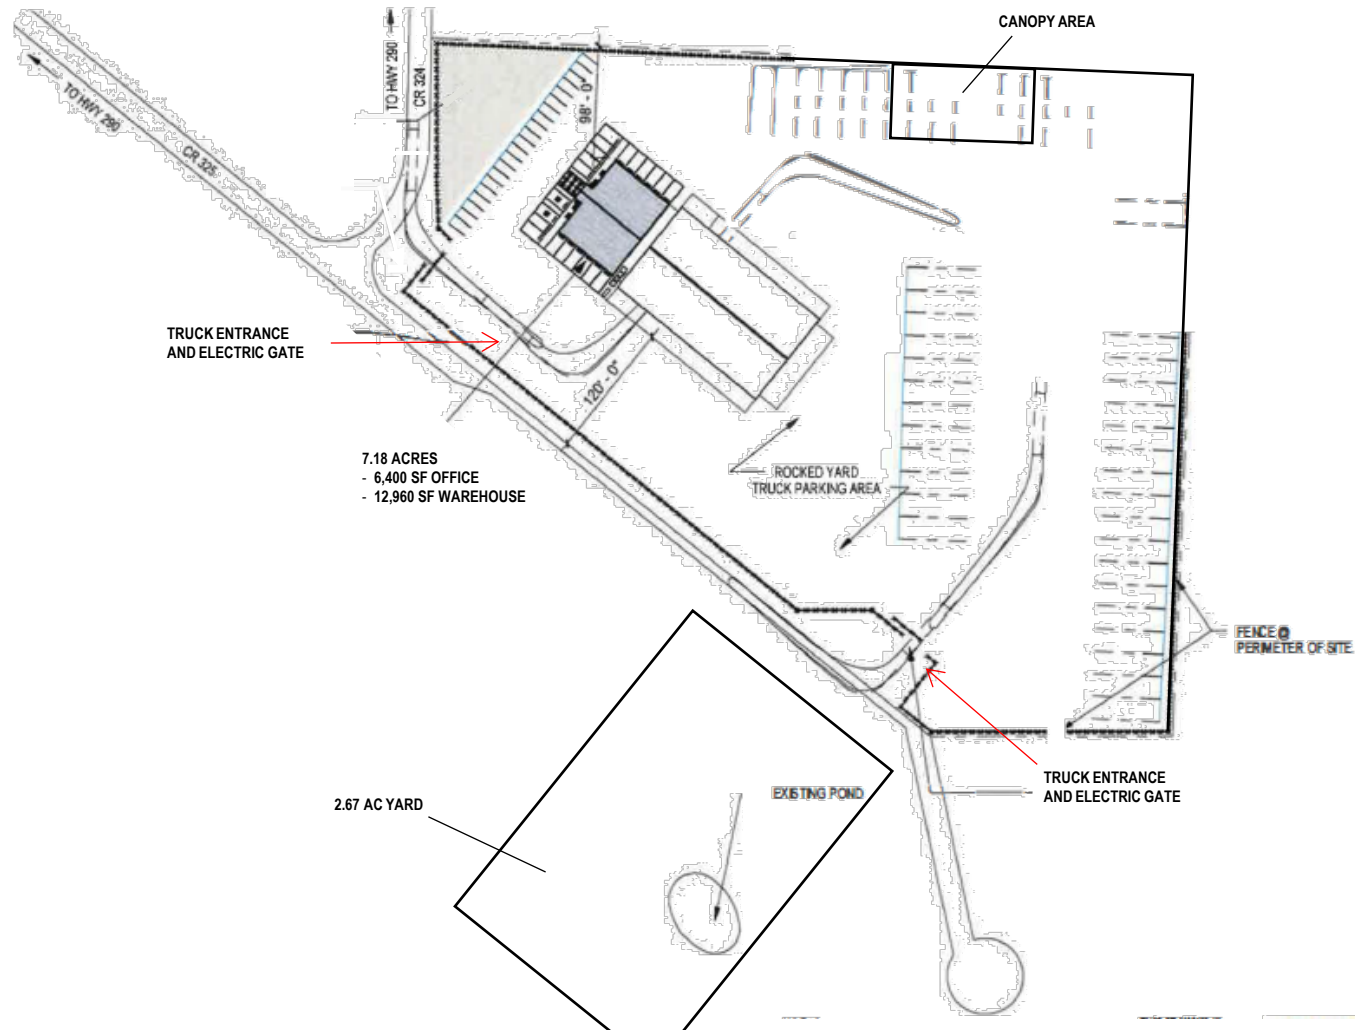 CANOPY AREA
TO HWY 290
CR 324
TO HWY 290
CR 325
98' - 0"
TRUCK ENTRANCE
AND ELECTRIC GATE
120' - 0"
7.18 ACRES
- 6,400 SF OFFICE
- 12,960 SF WAREHOUSE
ROCKED YARD
TRUCK PARKING AREA
FENCE @
PERIMETER OF SITE
TRUCK ENTRANCE
AND ELECTRIC GATE
EXISTING POND
2.67 AC YARD